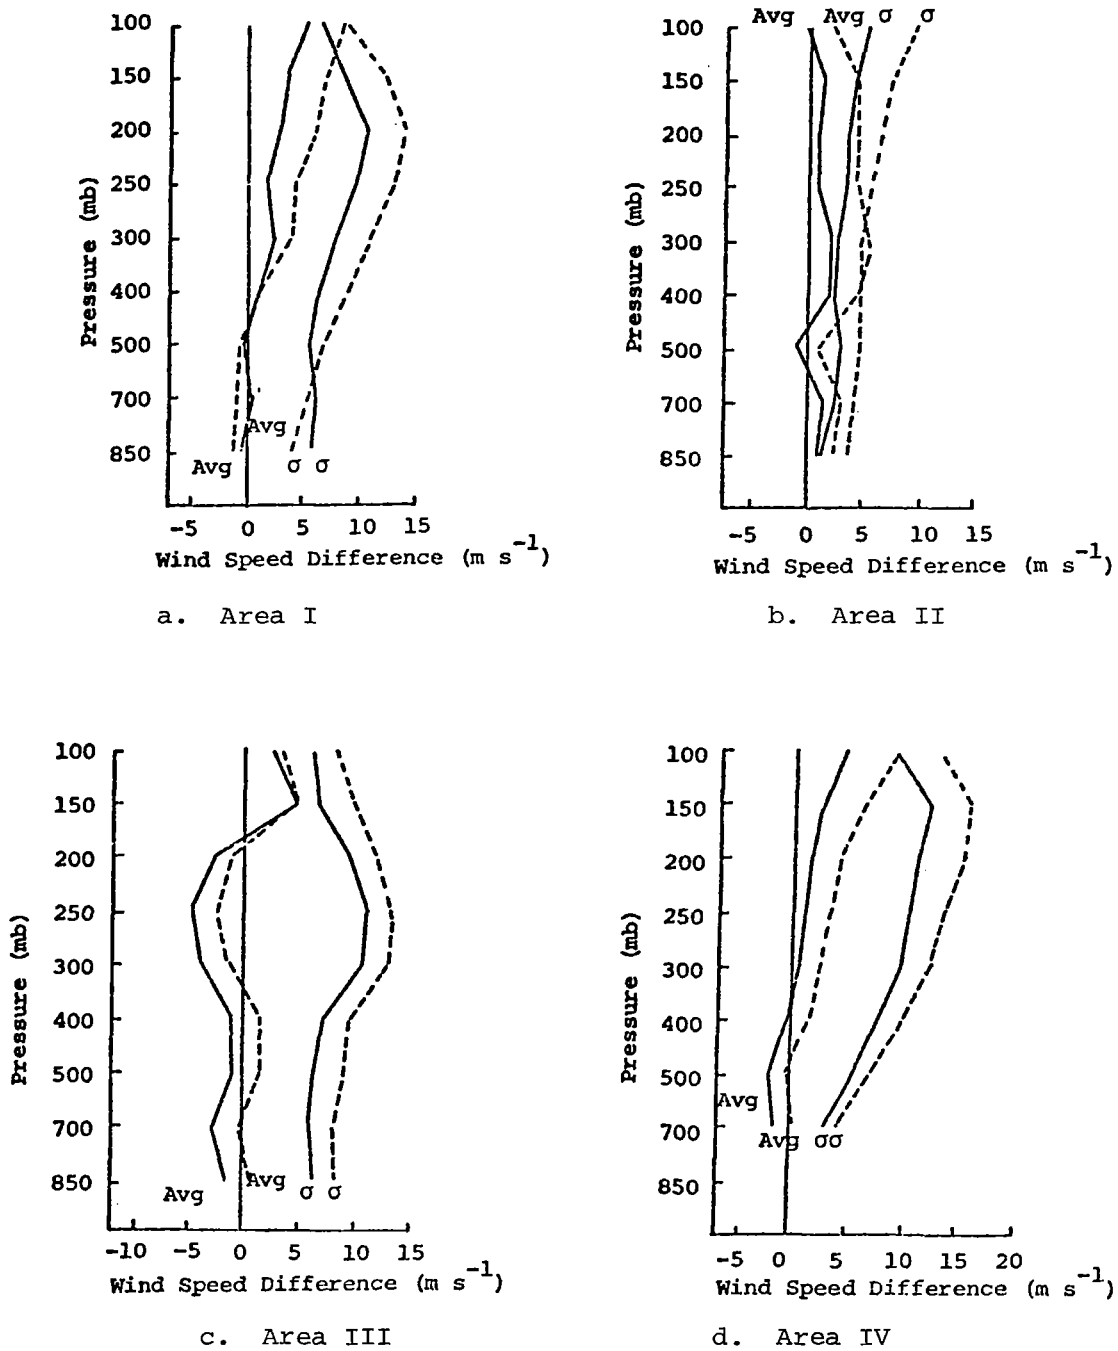 100
150
200
250
300
400
500
700
850
Pressure (mb)
Avg
Avg
σ σ
-5 0 5 10 15
Wind Speed Difference (m s⁻¹)
a. Area I
Avg Avg σ σ
100
150
200
250
300
400
500
700
850
Pressure (mb)
-5 0 5 10 15
Wind Speed Difference (m s⁻¹)
b. Area II
100
150
200
250
300
400
500
700
850
Pressure (mb)
Avg Avg σ σ
-10 -5 0 5 10 15
Wind Speed Difference (m s⁻¹)
c. Area III
100
150
200
250
300
400
500
700
850
Pressure (mb)
Avg
Avg σσ
-5 0 5 10 15 20
Wind Speed Difference (m s⁻¹)
d. Area IV